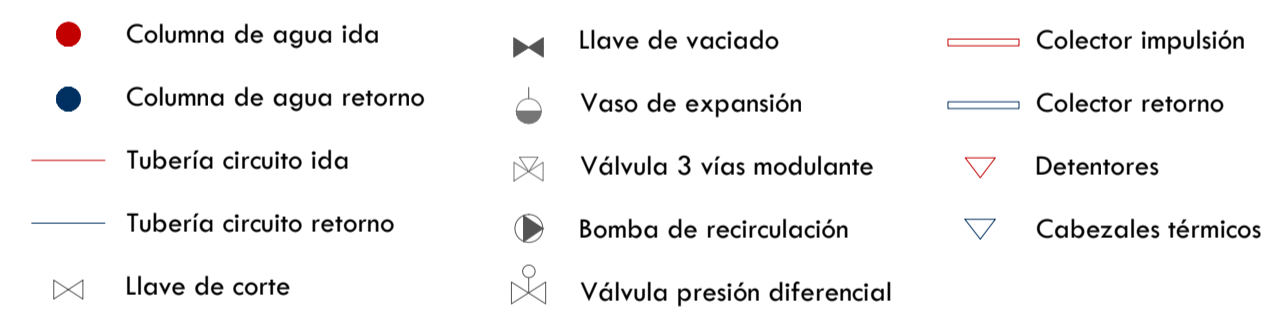 Columna de agua ida
Columna de agua retorno
Tubería circuito ida
Tubería circuito retorno
Llave de corte
Llave de vaciado
Vaso de expansión
Válvula 3 vías modulante
Bomba de recirculación
Válvula presión diferencial
Colector impulsión
Colector retorno
Detentores
Cabezales térmicos